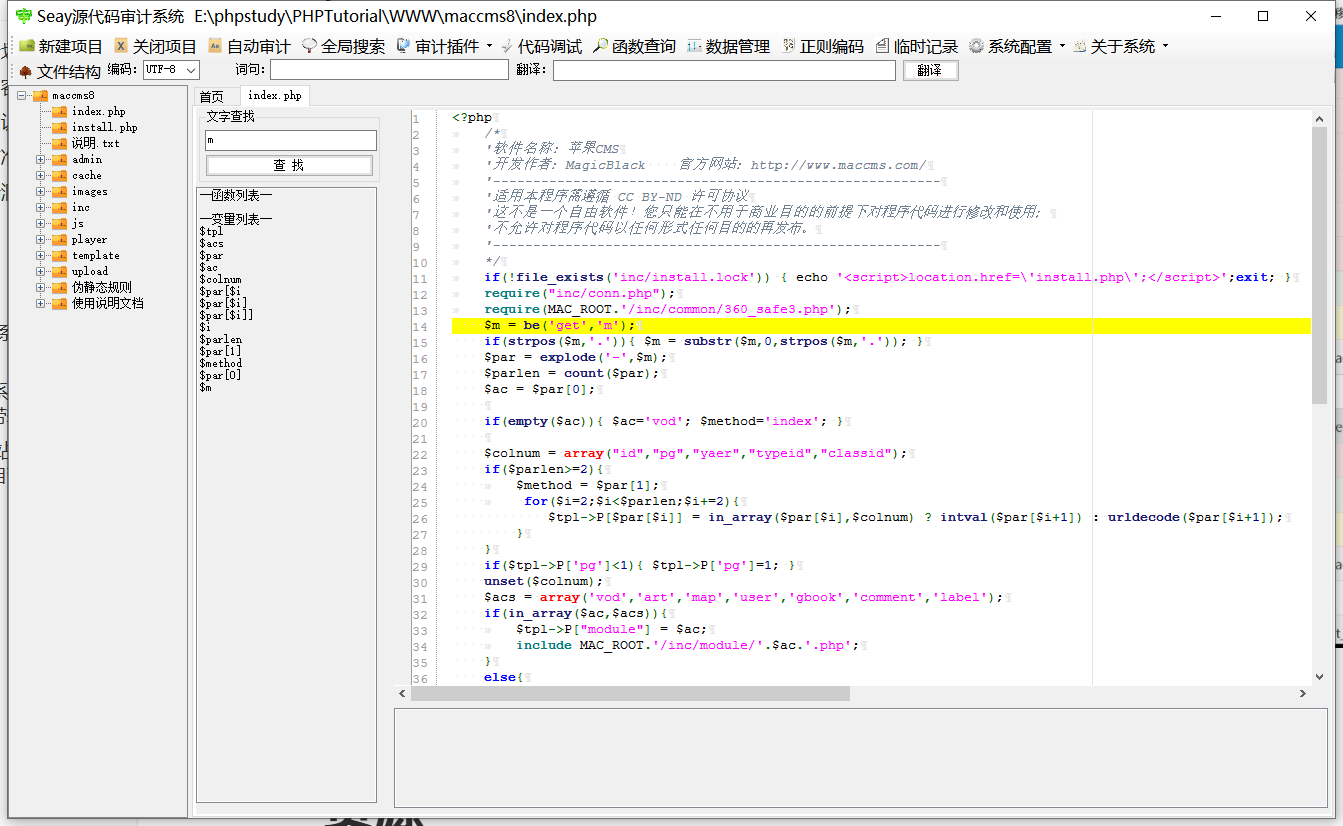 Seay源代码审计系统 E:\phpstudy\PHPTutorial\WWW\maccms8\index.php
新建项目 关闭项目 自动审计 全局搜索 审计插件 代码调试 函数查询 数据管理 正则编码 临时记录 系统配置 关于系统
文件结构 编码: UTF-8 词句: 翻译: 翻译
maccms8
index.php
install.php
说明.txt
admin
cache
images
inc
js
player
template
upload
伪静态规则
使用说明文档
首页 index.php
文字查找
m
查 找
—函数列表—
—变量列表—
$tpl
$acs
$par
$ac
$colnum
$par[$i
$par[$i]
$par[$i]]
$i
$parlen
$par[1]
$method
$par[0]
$m
1 <?php
2 /*
3 '软件名称: 苹果CMS
4 '开发作者: MagicBlack 官方网站: http://www.maccms.com/
5 '--------------------------------------------------------
6 '适用本程序需遵循 CC BY-ND 许可协议
7 '这不是一个自由软件！您只能在不用于商业目的的前提下对程序代码进行修改和使用;
8 '不允许对程序代码以任何形式任何目的的再发布。
9 '--------------------------------------------------------
10 */
11 if(!file_exists('inc/install.lock')) { echo '<script>location.href=\'install.php\';</script>';exit; }
12 require("inc/conn.php");
13 require(MAC_ROOT.'/inc/common/360_safe3.php');
14 $m = be('get','m');
15 if(strpos($m,'.')){ $m = substr($m,0,strpos($m,'.')); }
16 $par = explode('-',$m);
17 $parlen = count($par);
18 $ac = $par[0];
19
20 if(empty($ac)){ $ac='vod'; $method='index'; }
21
22 $colnum = array("id","pg","yaer","typeid","classid");
23 if($parlen>=2){
24 $method = $par[1];
25 for($i=2;$i<$parlen;$i+=2){
26 $tpl->P[$par[$i]] = in_array($par[$i],$colnum) ? intval($par[$i+1]) : urldecode($par[$i+1]);
27 }
28 }
29 if($tpl->P['pg']<1){ $tpl->P['pg']=1; }
30 unset($colnum);
31 $acs = array('vod','art','map','user','gbook','comment','label');
32 if(in_array($ac,$acs)){
33 $tpl->P["module"] = $ac;
34 include MAC_ROOT.'/inc/module/'.$ac.'.php';
35 }
36 else{